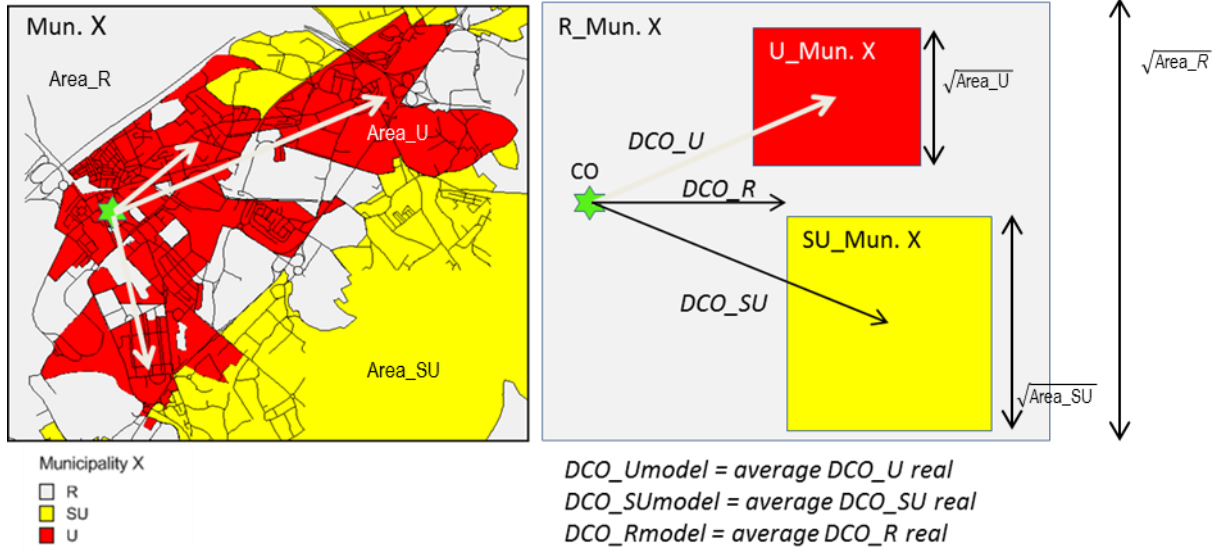 Mun. X
Area_R
Area_U
Area_SU
Municipality X
R
SU
U
R_Mun. X
U_Mun. X
√Area_U
√Area_R
DCO_U
CO
DCO_R
SU_Mun. X
DCO_SU
√Area_SU
DCO_Umodel = average DCO_U real
DCO_SUmodel = average DCO_SU real
DCO_Rmodel = average DCO_R real